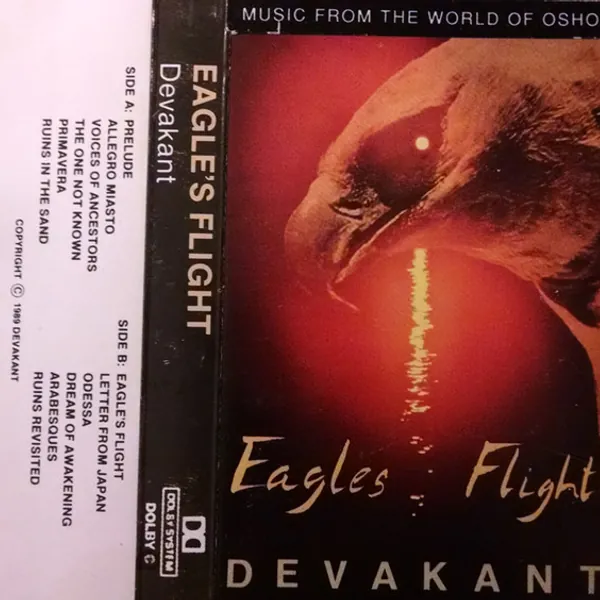 MUSIC FROM THE WORLD OF OSHO
Eagles Flight
DEVAKANT
EAGLE'S FLIGHT
Devakant
DOLBY SYSTEM
DOLBY C
SIDE A: PRELUDE
ALLEGRO MIASTO
VOICES OF ANCESTORS
THE ONE NOT KNOWN
PRIMAVERA
RUINS IN THE SAND
SIDE B: EAGLE'S FLIGHT
LETTER FROM JAPAN
ODESSA
DREAM OF AWAKENING
ARABESQUES
RUINS REVISITED
COPYRIGHT © 1989 DEVAKANT